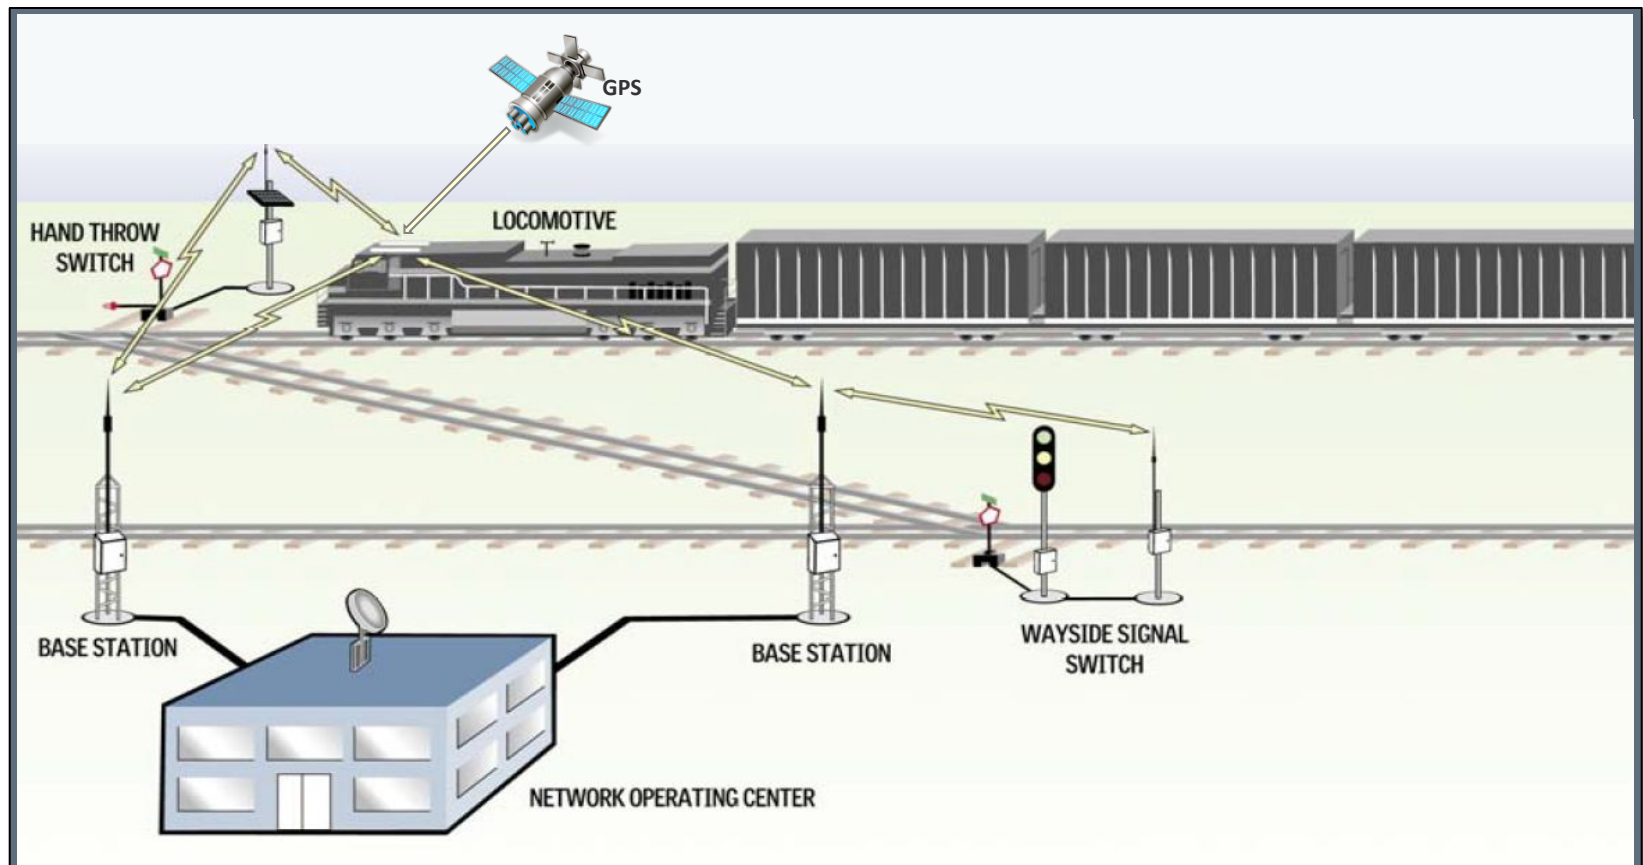 GPS
LOCOMOTIVE
HAND THROW
SWITCH
BASE STATION
BASE STATION
WAYSIDE SIGNAL
SWITCH
NETWORK OPERATING CENTER